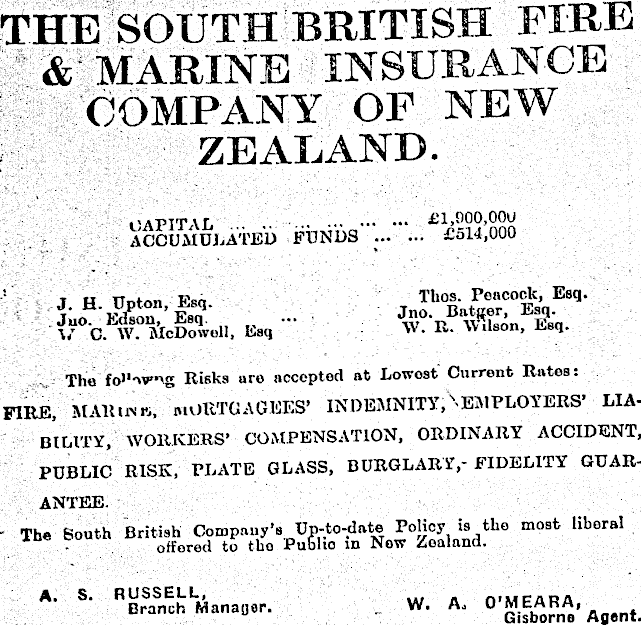 THE SOUTH BRITISH FIRE
& MARINE INSURANCE
COMPANY OF NEW
ZEALAND.
CAPITAL ... ... ... ... ... ... £1,900,000
ACCUMULATED FUNDS ... ... £514,000
J. H. Upton, Esq. Thos. Peacock, Esq.
Jno. Edson, Esq. ... Jno. Batger, Esq.
C. W. McDowell, Esq W. R. Wilson, Esq.
The Risks are accepted at Lowest Current Rates:
FIRE, MARINE, MORTGAGEES' INDEMNITY, EMPLOYERS' LIA-
BILITY, WORKERS' COMPENSATION, ORDINARY ACCIDENT,
PUBLIC RISK, PLATE GLASS, BURGLARY, FIDELITY GUAR-
ANTEE.
The South British Company's Up-to-date Policy is the most liberal
offered to the Public in New Zealand.
A. S. RUSSELL,
Branch Manager.
W. A. O'MEARA,
Gisborne Agent.